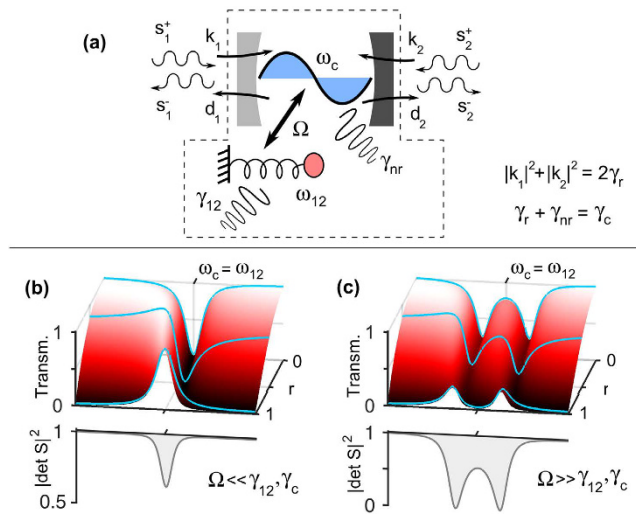 (a)
s₁⁺ k₁ ω_c k₂ s₂⁺
s₁⁻ d₁ Ω d₂ s₂⁻
γ₁₂ ω₁₂ γ_nr
|k₁|²+|k₂|² = 2γ_r
γ_r + γ_nr = γ_c
(b) ω_c = ω₁₂
Transm.
1
0
0
r
1
|det S|²
1
0.5
Ω << γ₁₂,γ_c
(c) ω_c = ω₁₂
Transm.
1
0
0
r
1
|det S|²
1
0
Ω >> γ₁₂,γ_c